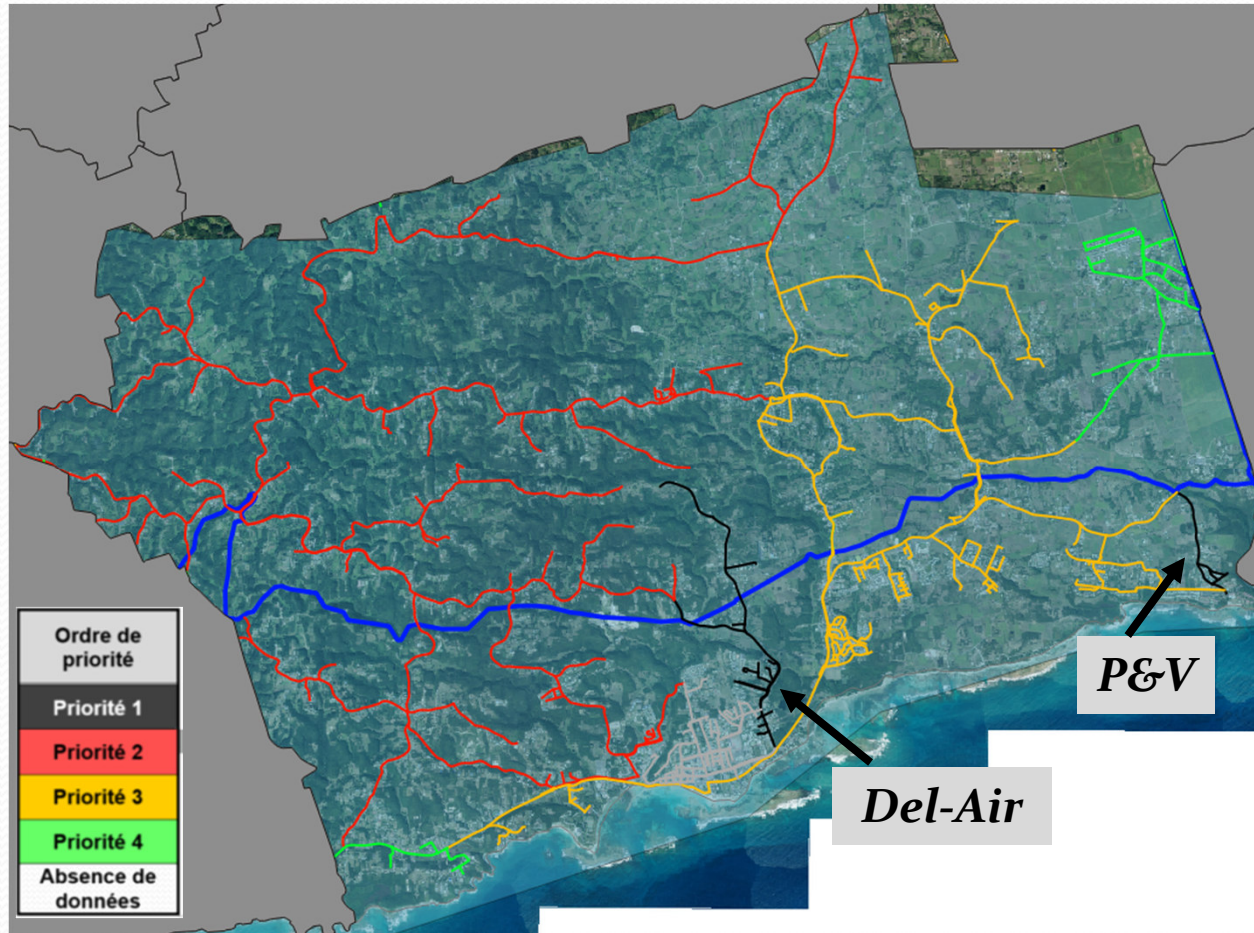 Ordre de
priorité
Priorité 1
Priorité 2
Priorité 3
Priorité 4
Absence de
données
P&V
Del-Air